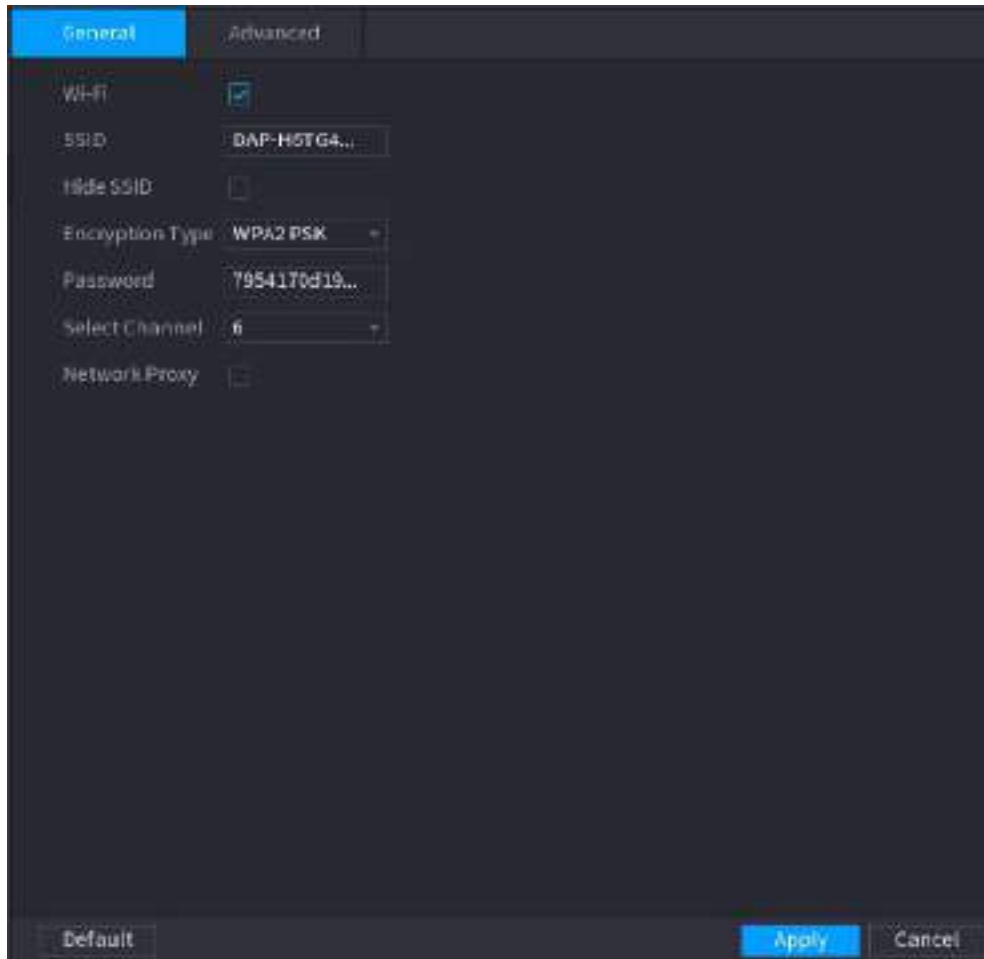 General Advanced
Wi-Fi
SSID DAP-H5TG4...
Hide SSID
Encryption Type WPA2 PSK
Password 7954170d19...
Select Channel 6
Network Proxy
Default Apply Cancel